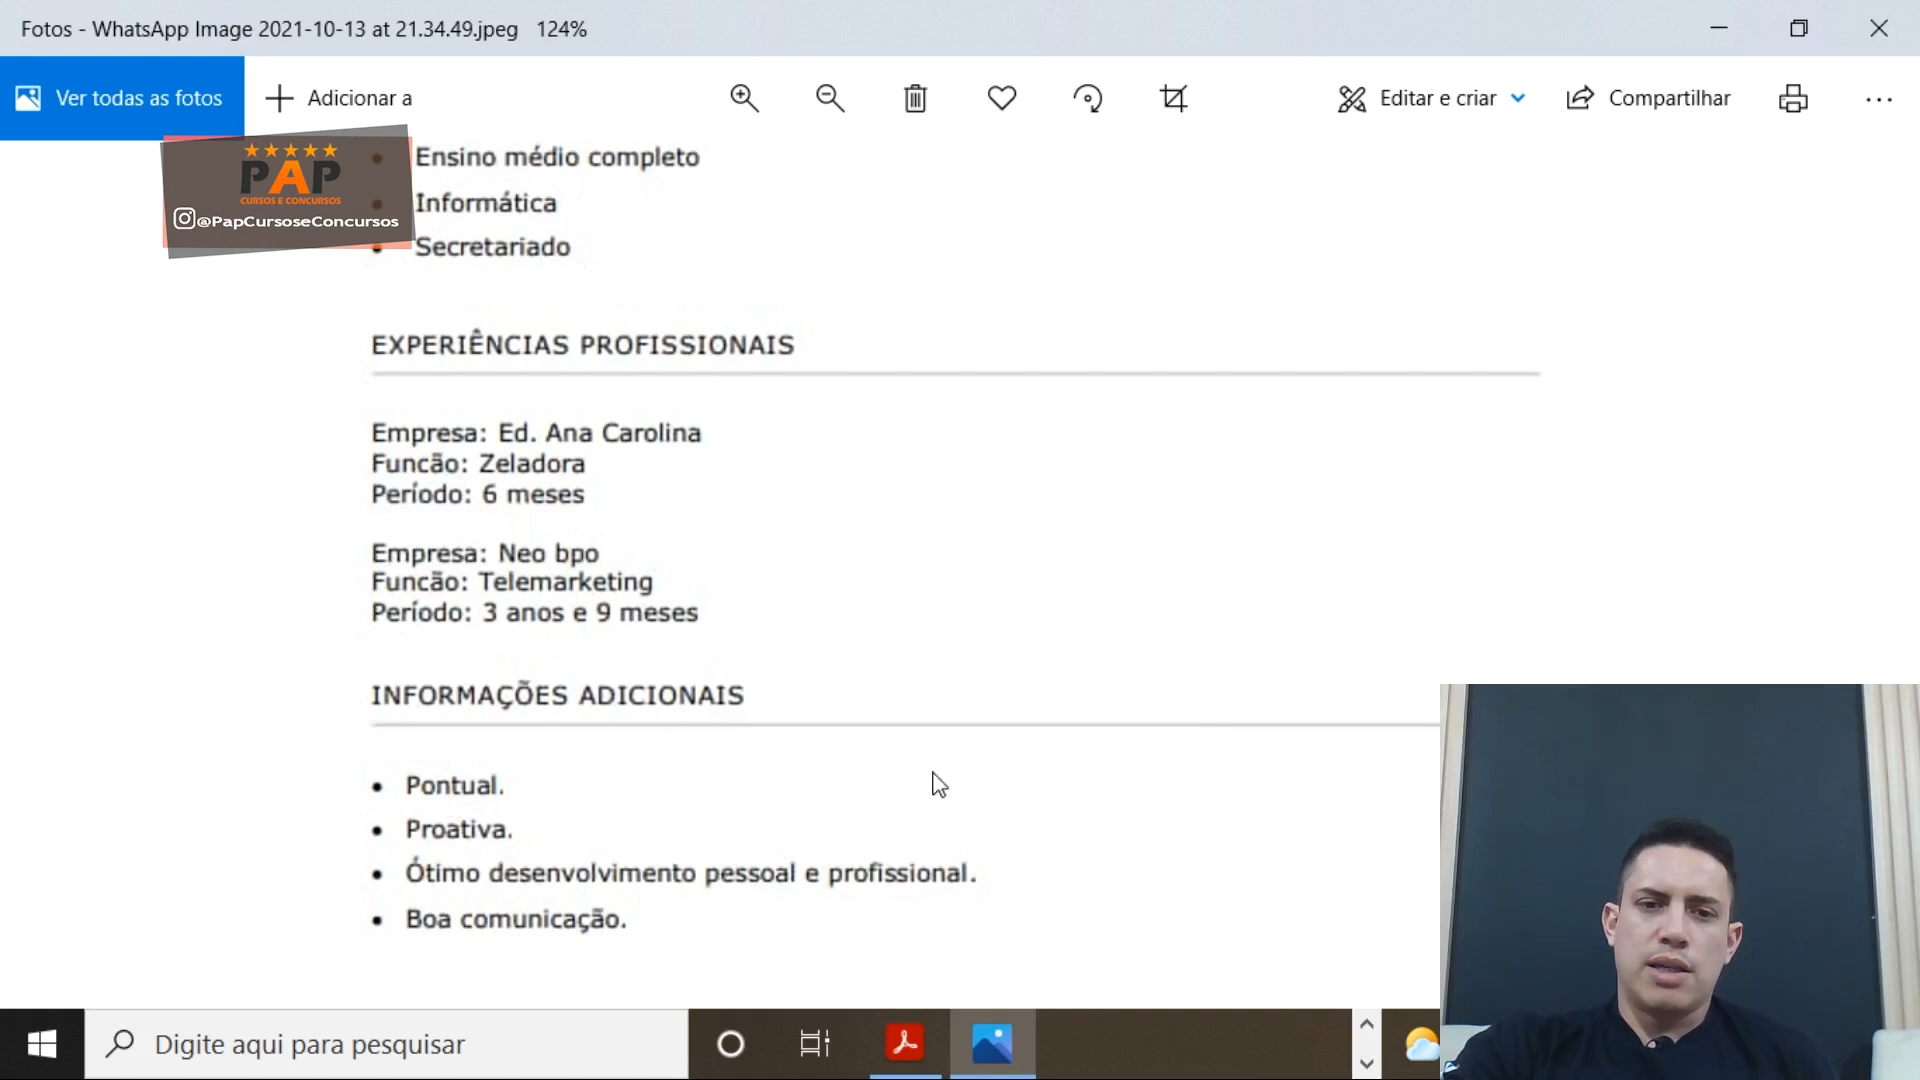 Fotos - WhatsApp Image 2021-10-13 at 21.34.49.jpeg 124%
Ver todas as fotos
Adicionar a
Editar e criar
Compartilhar
PAP
CURSOS E CONCURSOS
@PapCursoseConcursos
Ensino médio completo
Informática
Secretariado
EXPERIÊNCIAS PROFISSIONAIS
Empresa: Ed. Ana Carolina
Funcão: Zeladora
Período: 6 meses
Empresa: Neo bpo
Funcão: Telemarketing
Período: 3 anos e 9 meses
INFORMAÇÕES ADICIONAIS
• Pontual.
• Proativa.
• Ótimo desenvolvimento pessoal e profissional.
• Boa comunicação.
Digite aqui para pesquisar